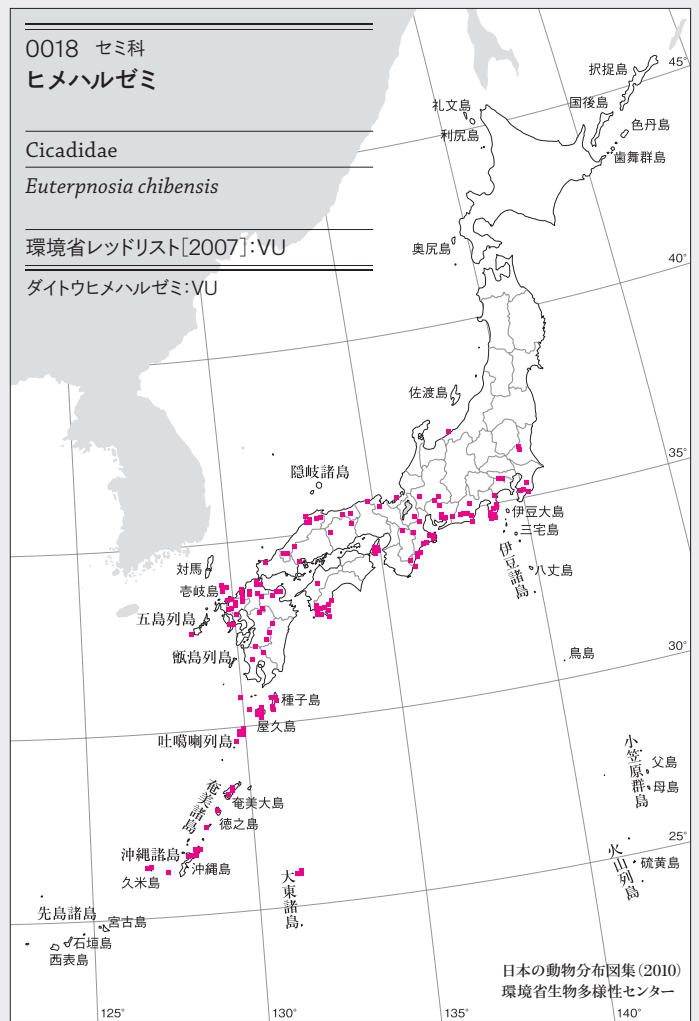 0018 セミ科
ヒメハルゼミ
Cicadidae
Euterpnosia chibensis
環境省レッドリスト[2007]:VU
ダイトウヒメハルゼミ:VU
択捉島
45°
礼文島
国後島
利尻島
色丹島
歯舞群島
奥尻島
40°
佐渡島
35°
隠岐諸島
伊豆大島
三宅島
伊豆諸島
八丈島
対馬
壱岐島
五島列島
甑島列島
鳥島
30°
種子島
屋久島
吐噶喇列島
小笠原群島
父島
母島
奄美諸島
奄美大島
徳之島
25°
沖縄諸島
沖縄島
久米島
大東諸島
火山列島
硫黄島
先島諸島
宮古島
石垣島
西表島
日本の動物分布図集(2010)
環境省生物多様性センター
125°
130°
135°
140°